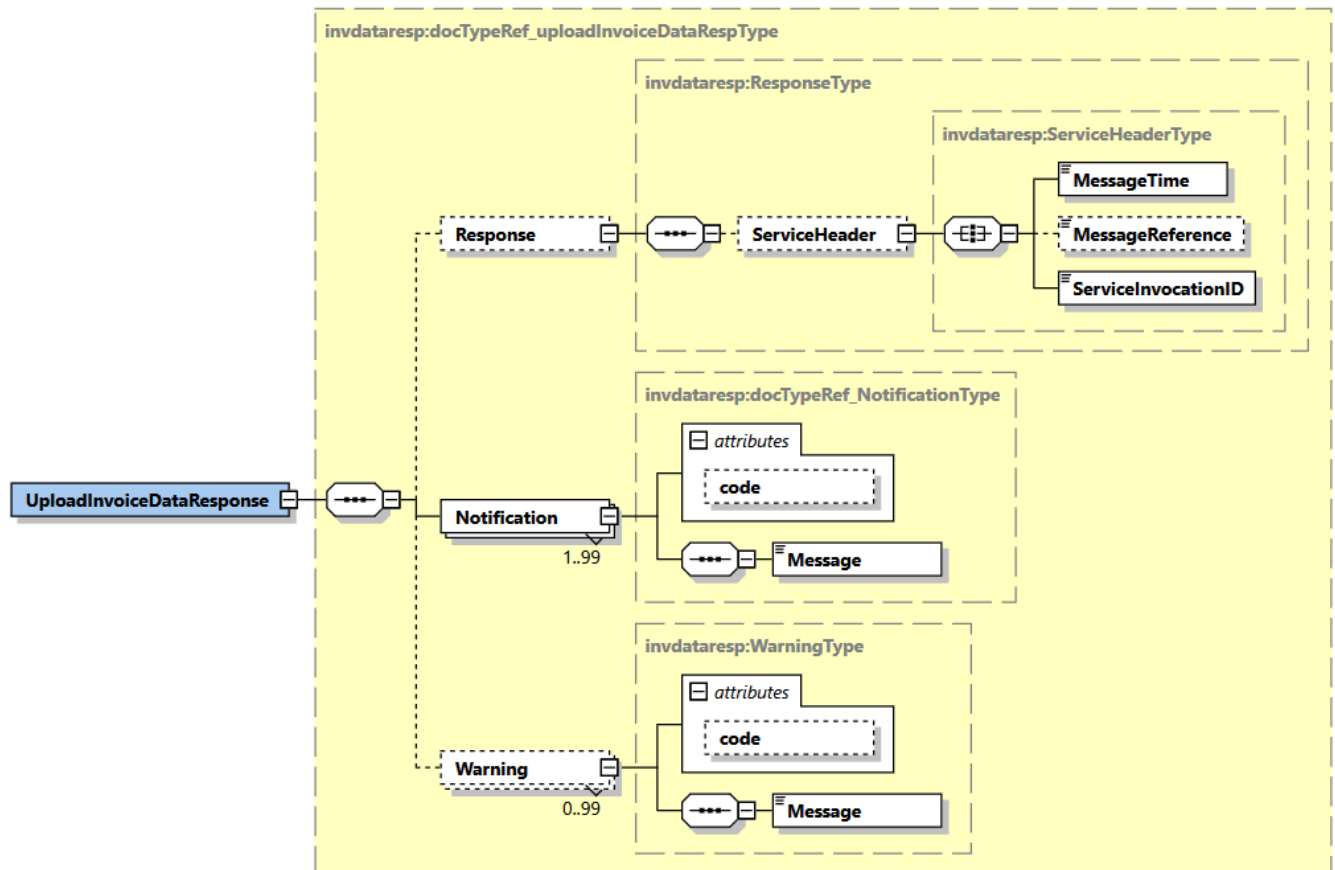 invdataresp:docTypeRef_uploadInvoiceDataRespType
invdataresp:ResponseType
invdataresp:ServiceHeaderType
MessageTime
Response
ServiceHeader
MessageReference
ServiceInvocationID
invdataresp:docTypeRef_NotificationType
attributes
code
UploadInvoiceDataResponse
Notification
1..99
Message
invdataresp:WarningType
attributes
code
Warning
0..99
Message